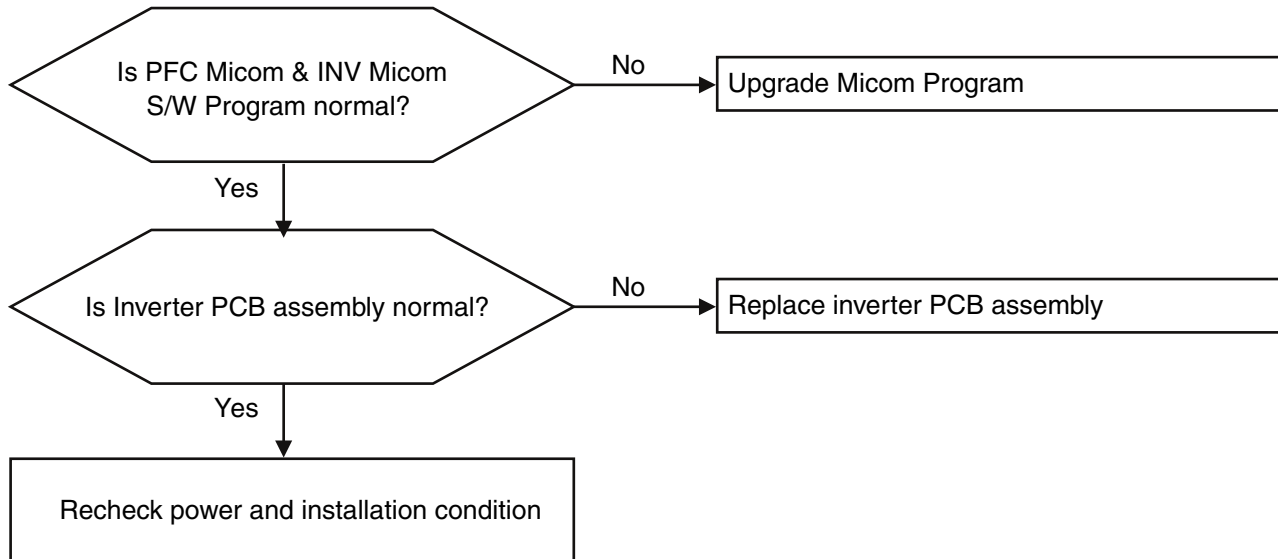 Is PFC Micom & INV Micom
S/W Program normal?
No
Upgrade Micom Program
Yes
Is Inverter PCB assembly normal?
No
Replace inverter PCB assembly
Yes
Recheck power and installation condition